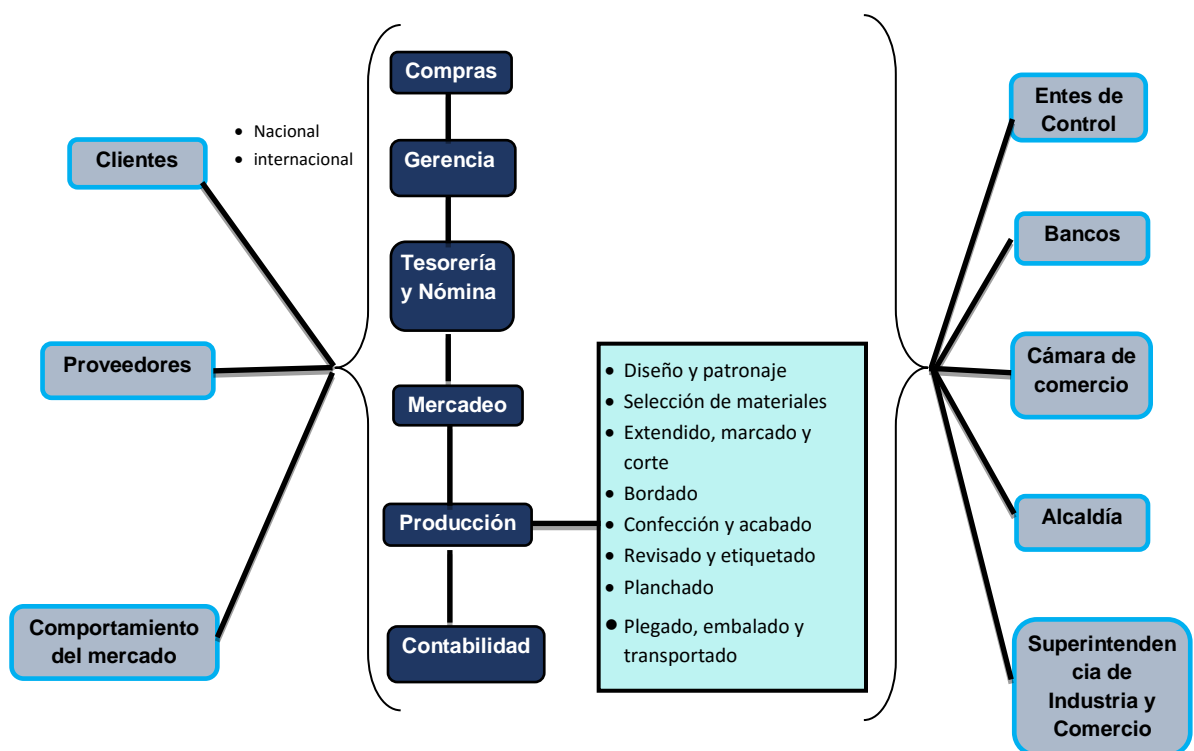 Clientes
• Nacional
• internacional
Proveedores
Comportamiento
del mercado
Compras
Gerencia
Tesorería
y Nómina
Mercadeo
Producción
Contabilidad
• Diseño y patronaje
• Selección de materiales
• Extendido, marcado y
corte
• Bordado
• Confección y acabado
• Revisado y etiquetado
• Planchado
• Plegado, embalado y
transportado
Entes de
Control
Bancos
Cámara de
comercio
Alcaldía
Superintenden
cia de
Industria y
Comercio